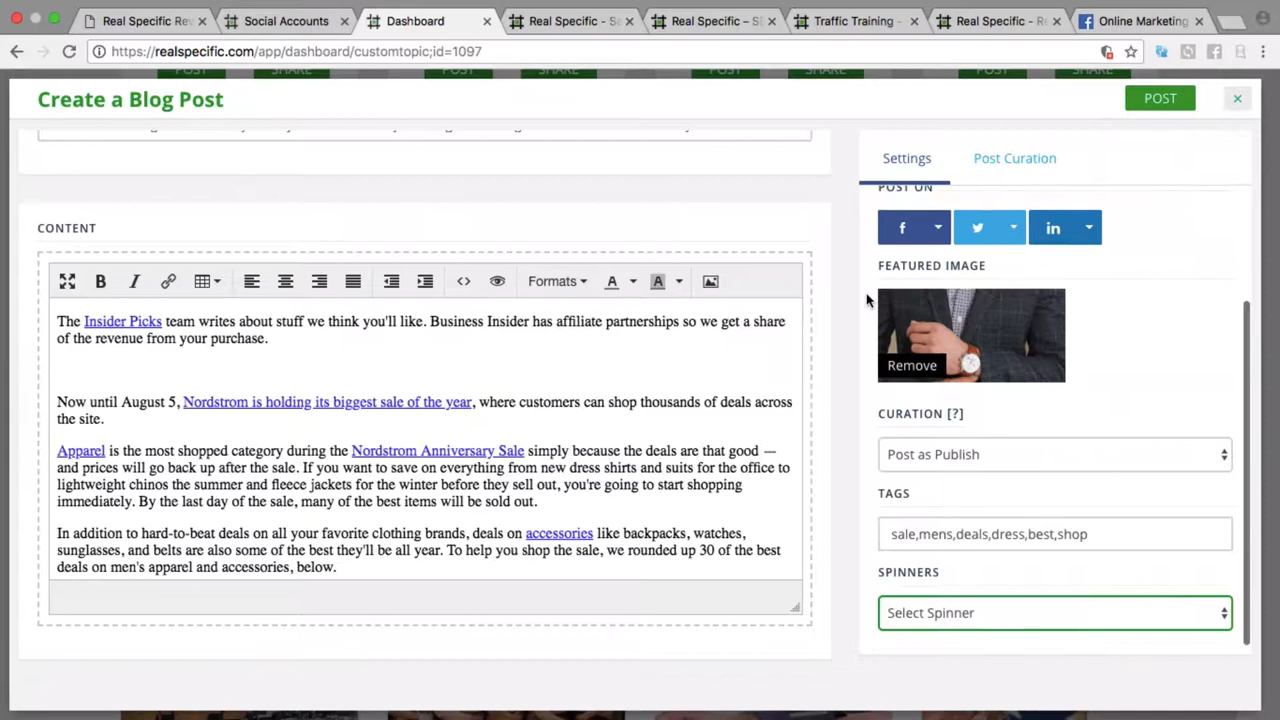 Real Specific Rev
Social Accounts
Dashboard
Real Specific - S
Real Specific – S
Traffic Training -
Real Specific - R
Online Marketing
https://realspecific.com/app/dashboard/customtopic;id=1097
POST SHARE POST SHARE POST SHARE POST SHARE
Create a Blog Post
POST
Settings
Post Curation
POST ON
CONTENT
Formats
A
A
FEATURED IMAGE
The Insider Picks team writes about stuff we think you'll like. Business Insider has affiliate partnerships so we get a share
of the revenue from your purchase.
Now until August 5, Nordstrom is holding its biggest sale of the year, where customers can shop thousands of deals across
the site.
Apparel is the most shopped category during the Nordstrom Anniversary Sale simply because the deals are that good —
and prices will go back up after the sale. If you want to save on everything from new dress shirts and suits for the office to
lightweight chinos the summer and fleece jackets for the winter before they sell out, you're going to start shopping
immediately. By the last day of the sale, many of the best items will be sold out.
In addition to hard-to-beat deals on all your favorite clothing brands, deals on accessories like backpacks, watches,
sunglasses, and belts are also some of the best they'll be all year. To help you shop the sale, we rounded up 30 of the best
deals on men's apparel and accessories, below.
Remove
CURATION [?]
Post as Publish
TAGS
sale,mens,deals,dress,best,shop
SPINNERS
Select Spinner